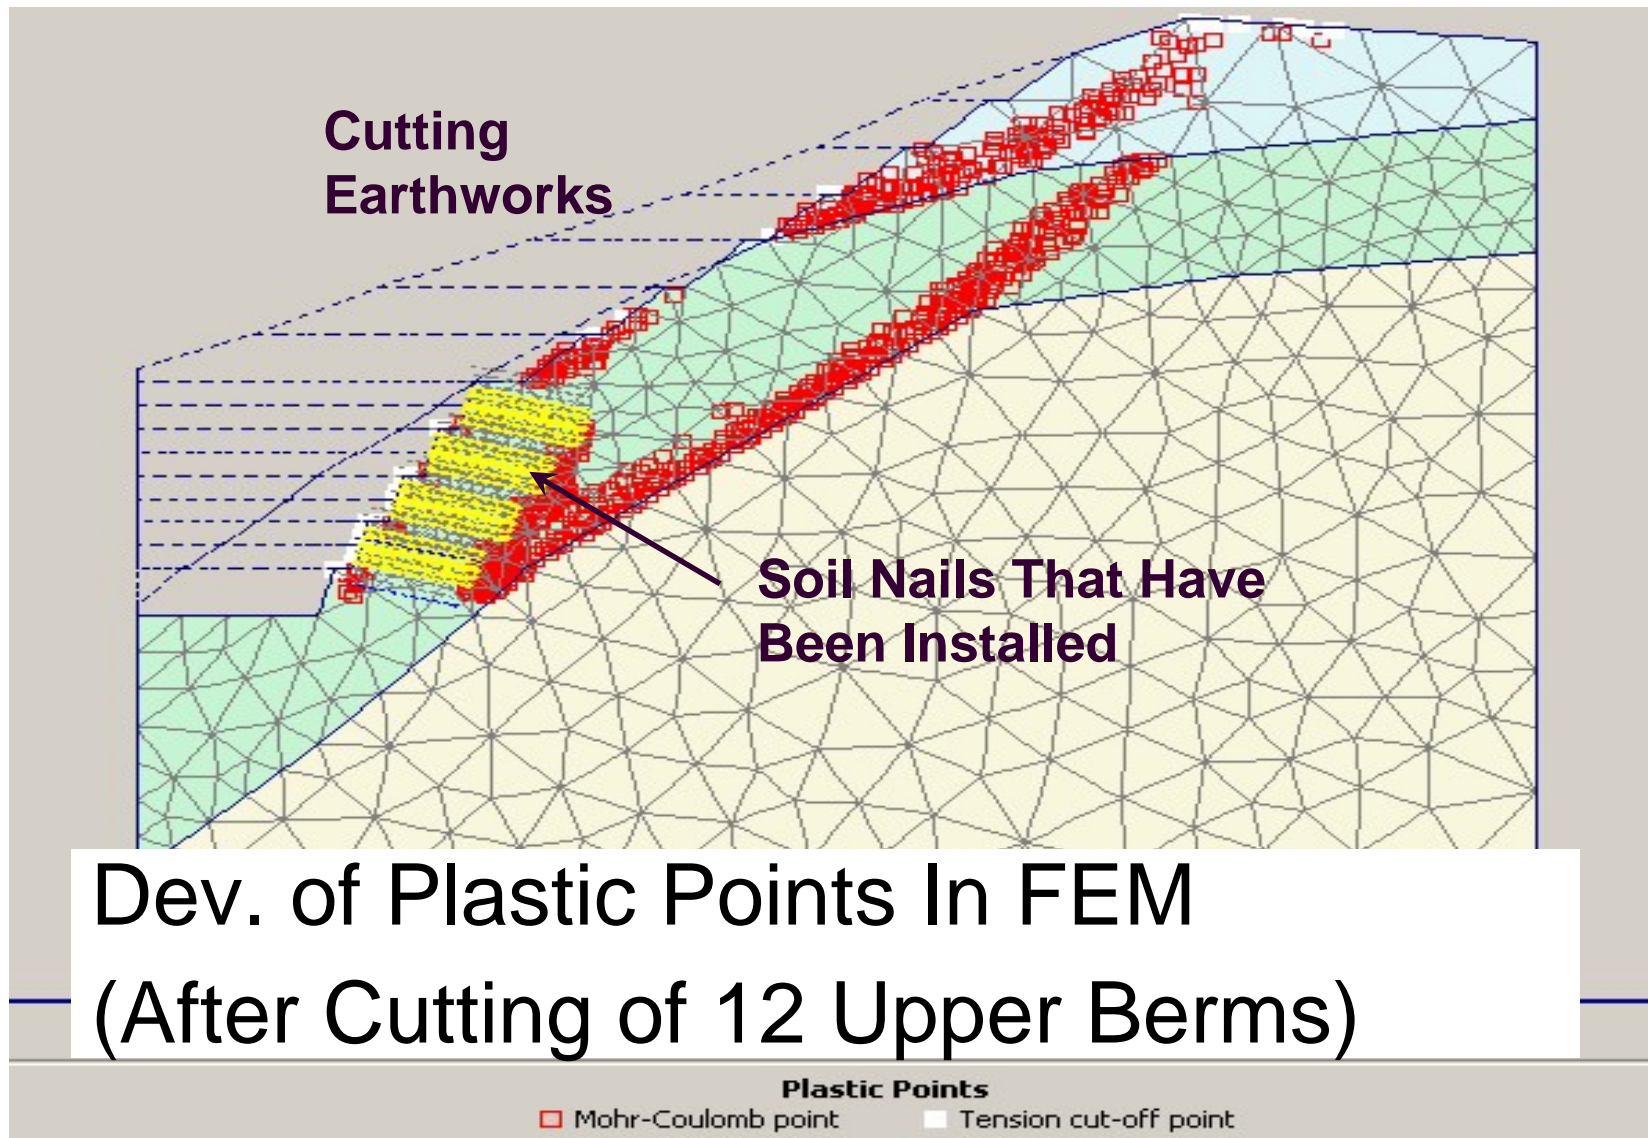 Cutting
Earthworks
Soil Nails That Have
Been Installed
Dev. of Plastic Points In FEM
(After Cutting of 12 Upper Berms)
Plastic Points
Mohr-Coulomb point Tension cut-off point